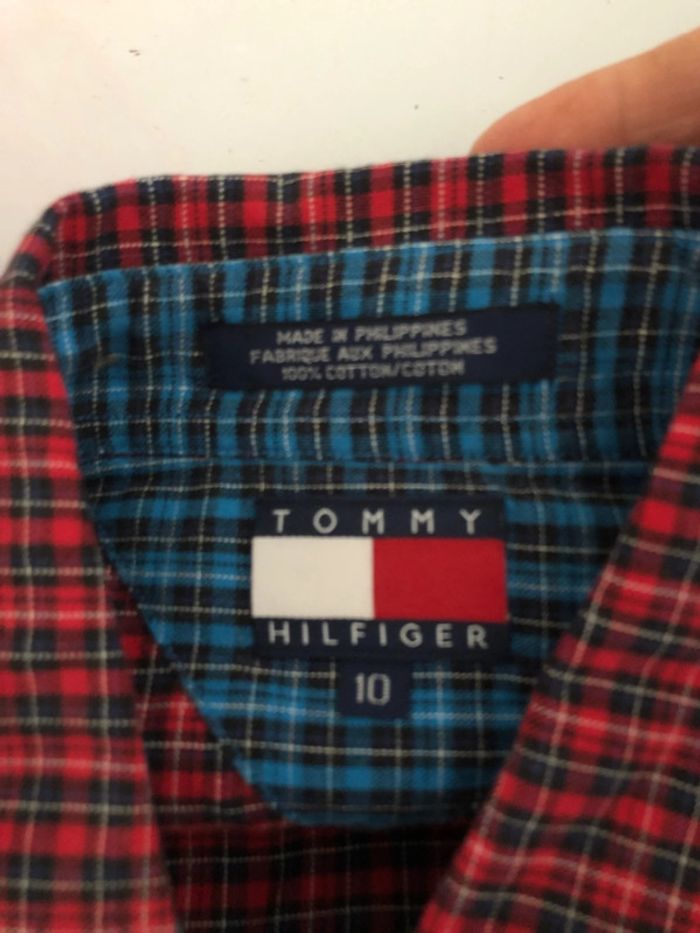 MADE IN PHILIPPINES
FABRIQUE AUX PHILIPPINES
100% COTTON/COTON
TOMMY
HILFIGER
10